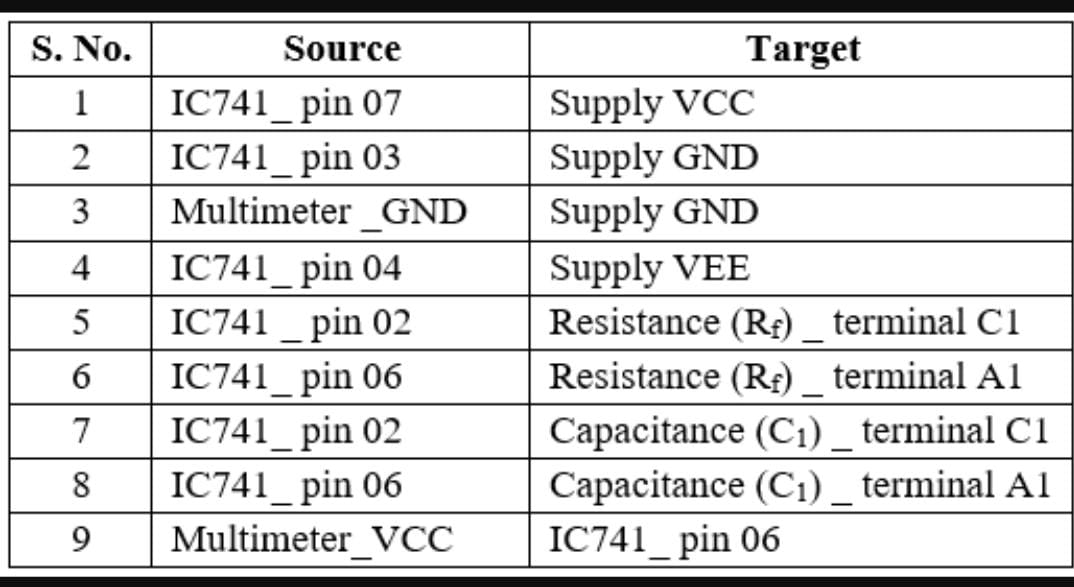 S. No. Source Target
1 IC741_ pin 07 Supply VCC
2 IC741_ pin 03 Supply GND
3 Multimeter _GND Supply GND
4 IC741_ pin 04 Supply VEE
5 IC741 _ pin 02 Resistance (Rf) _ terminal C1
6 IC741_ pin 06 Resistance (Rf) _ terminal A1
7 IC741_ pin 02 Capacitance (C1) _ terminal C1
8 IC741_ pin 06 Capacitance (C1) _ terminal A1
9 Multimeter_VCC IC741_ pin 06